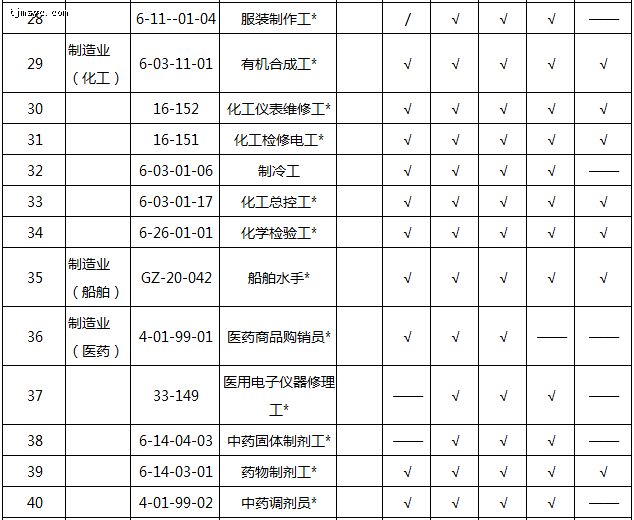 tjmsyc.com
28 6-11--01-04 服装制作工* / √ √ √ ——
29 制造业（化工） 6-03-11-01 有机合成工* √ √ √ √ √
30 16-152 化工仪表维修工* √ √ √ √ √
31 16-151 化工检修电工* √ √ √ √ √
32 6-03-01-06 制冷工 √ √ √ √ ——
33 6-03-01-17 化工总控工* √ √ √ √ √
34 6-26-01-01 化学检验工* √ √ √ √ √
35 制造业（船舶） GZ-20-042 船舶水手* √ √ √ √ √
36 制造业（医药） 4-01-99-01 医药商品购销员* √ √ √ —— ——
37 33-149 医用电子仪器修理工* —— √ √ √ ——
38 6-14-04-03 中药固体制剂工* —— √ √ √ ——
39 6-14-03-01 药物制剂工* √ √ √ √ √
40 4-01-99-02 中药调剂员* √ √ √ √ ——